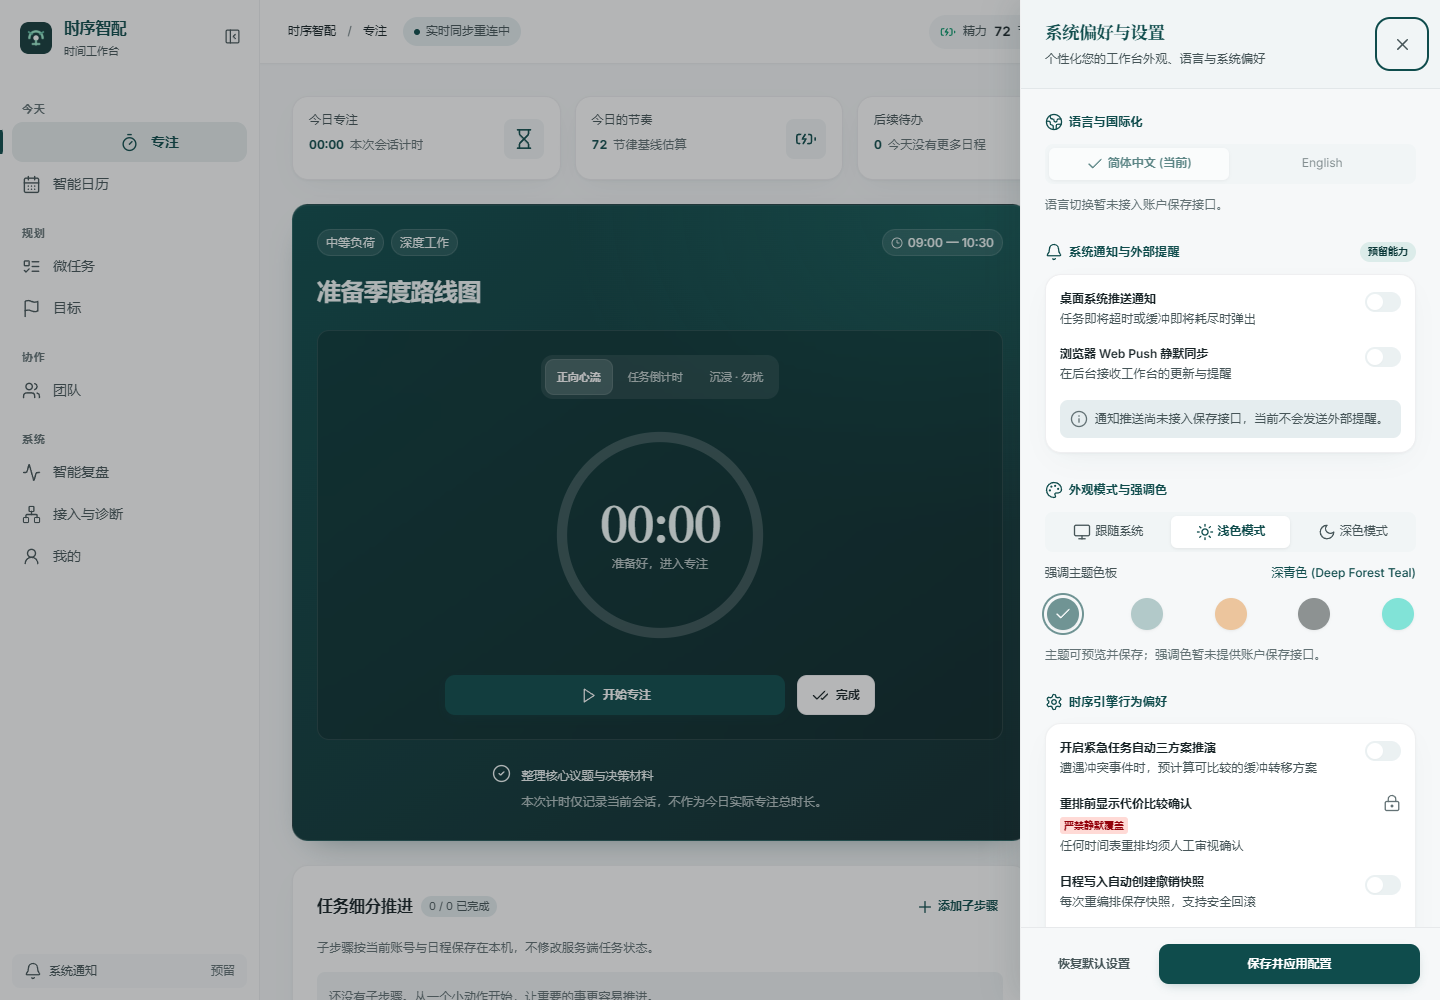 时序智配
时间工作台
今天
专注
智能日历
规划
微任务
目标
协作
团队
系统
智能复盘
接入与诊断
我的
系统通知 预留
时序智配 / 专注 实时同步重连中 精力 72
今日专注
00:00 本次会话计时
今日的节奏
72 节律基线估算
后续待办
0 今天没有更多日程
中等负荷 深度工作 09:00 — 10:30
准备季度路线图
正向心流 任务倒计时 沉浸 · 勿扰
00:00
准备好，进入专注
开始专注 完成
整理核心议题与决策材料
本次计时仅记录当前会话，不作为今日实际专注总时长。
任务细分推进 0 / 0 已完成 添加子步骤
子步骤按当前账号与日程保存在本机，不修改服务端任务状态。
还没有子步骤。从一个小动作开始，让重要的事更容易推进。
系统偏好与设置
个性化您的工作台外观、语言与系统偏好
语言与国际化
简体中文 (当前) English
语言切换暂未接入账户保存接口。
系统通知与外部提醒 预留能力
桌面系统推送通知
任务即将超时或缓冲即将耗尽时弹出
浏览器 Web Push 静默同步
在后台接收工作台的更新与提醒
通知推送尚未接入保存接口，当前不会发送外部提醒。
外观模式与强调色
跟随系统 浅色模式 深色模式
强调主题色板 深青色 (Deep Forest Teal)
主题可预览并保存；强调色暂未提供账户保存接口。
时序引擎行为偏好
开启紧急任务自动三方案推演
遭遇冲突事件时，预计算可比较的缓冲转移方案
重排前显示代价比较确认
严禁静默覆盖
任何时间表重排均须人工审视确认
日程写入自动创建撤销快照
每次重编排保存快照，支持安全回滚
恢复默认设置 保存并应用配置